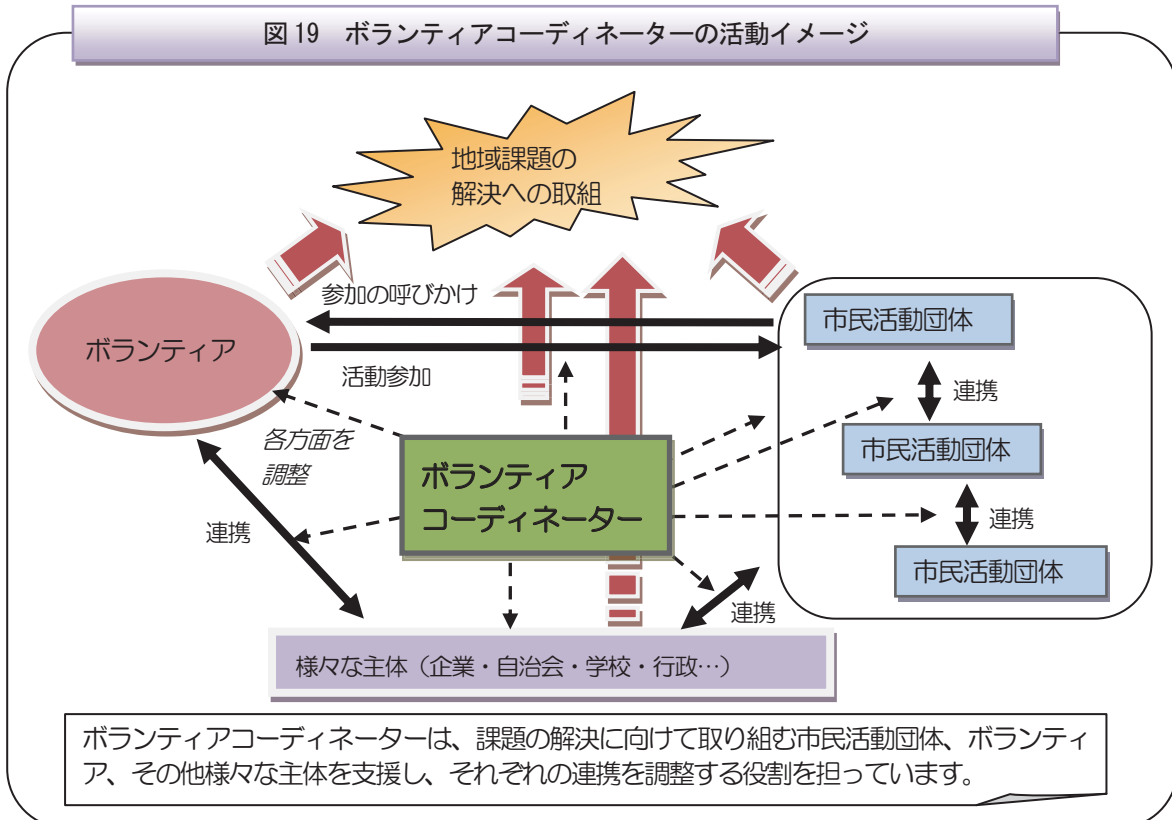 図19 ボランティアコーディネーターの活動イメージ
地域課題の
解決への取組
参加の呼びかけ
市民活動団体
ボランティア
活動参加
連携
各方面を
調整
市民活動団体
ボランティア
コーディネーター
連携
連携
市民活動団体
連携
様々な主体（企業・自治会・学校・行政…）
ボランティアコーディネーターは、課題の解決に向けて取り組む市民活動団体、ボランティ
ア、その他様々な主体を支援し、それぞれの連携を調整する役割を担っています。